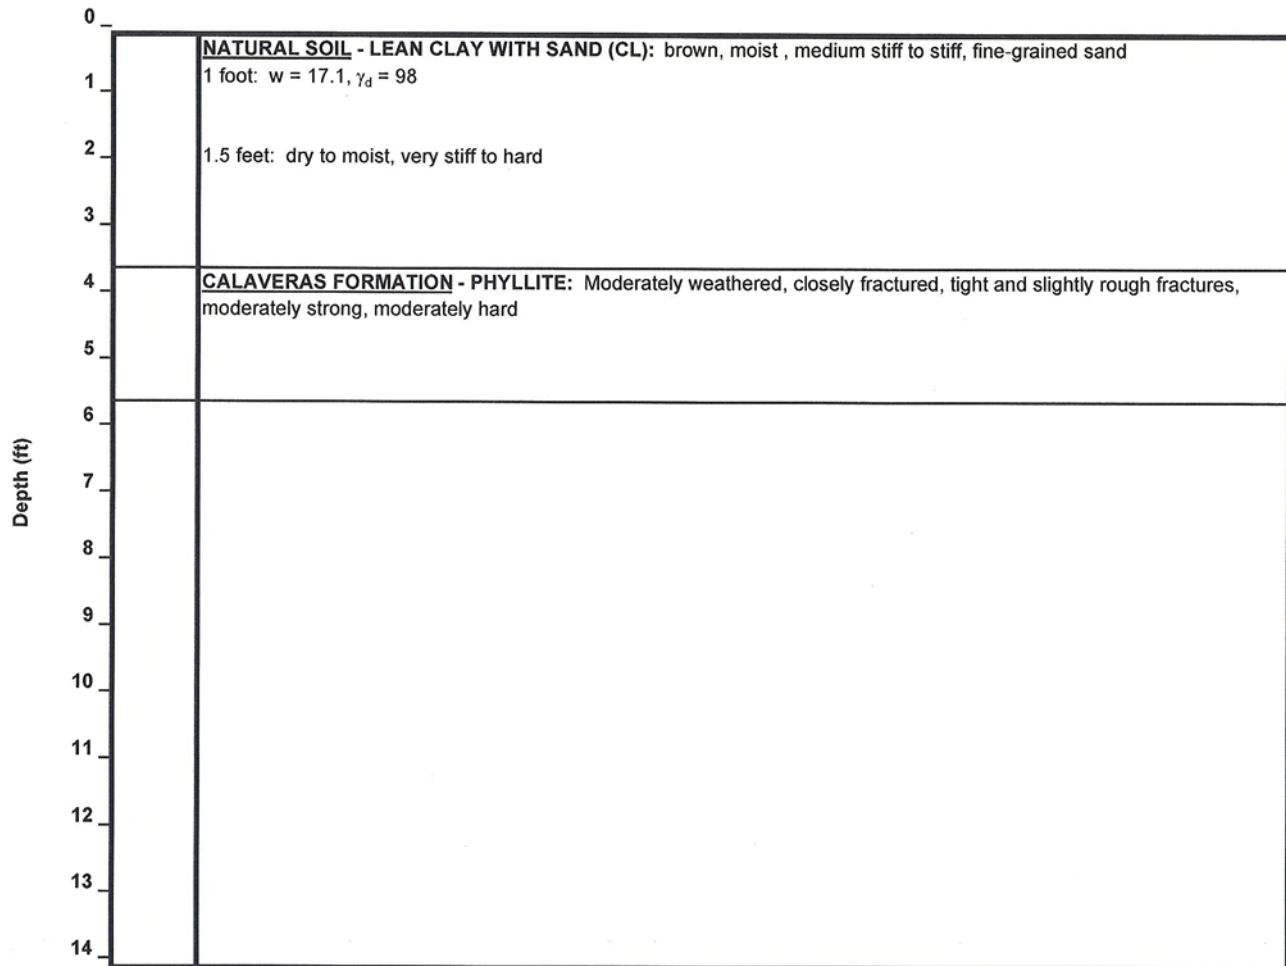 0
NATURAL SOIL - LEAN CLAY WITH SAND (CL): brown, moist , medium stiff to stiff, fine-grained sand
1 foot: w = 17.1, γd = 98
1
2
1.5 feet: dry to moist, very stiff to hard
3
4
CALAVERAS FORMATION - PHYLLITE: Moderately weathered, closely fractured, tight and slightly rough fractures,
moderately strong, moderately hard
5
6
Depth (ft)
7
8
9
10
11
12
13
14